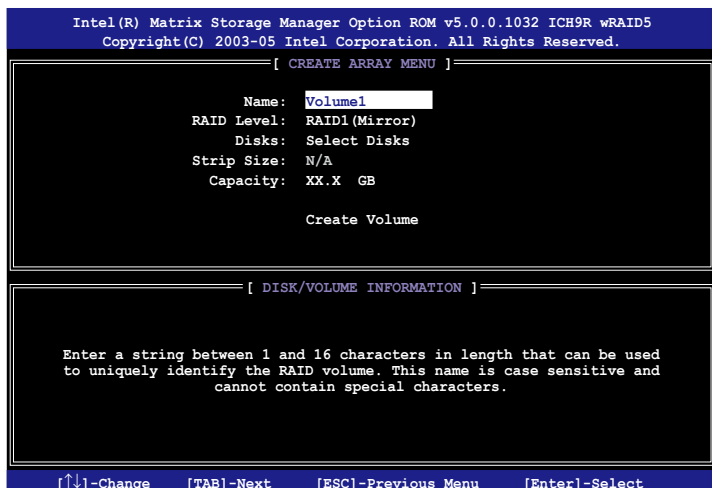 Intel(R) Matrix Storage Manager Option ROM v5.0.0.1032 ICH9R wRAID5
Copyright(C) 2003-05 Intel Corporation. All Rights Reserved.
[ CREATE ARRAY MENU ]
Name: Volume1
RAID Level: RAID1(Mirror)
Disks: Select Disks
Strip Size: N/A
Capacity: XX.X GB
Create Volume
[ DISK/VOLUME INFORMATION ]
Enter a string between 1 and 16 characters in length that can be used
to uniquely identify the RAID volume. This name is case sensitive and
cannot contain special characters.
[↑↓]-Change [TAB]-Next [ESC]-Previous Menu [Enter]-Select